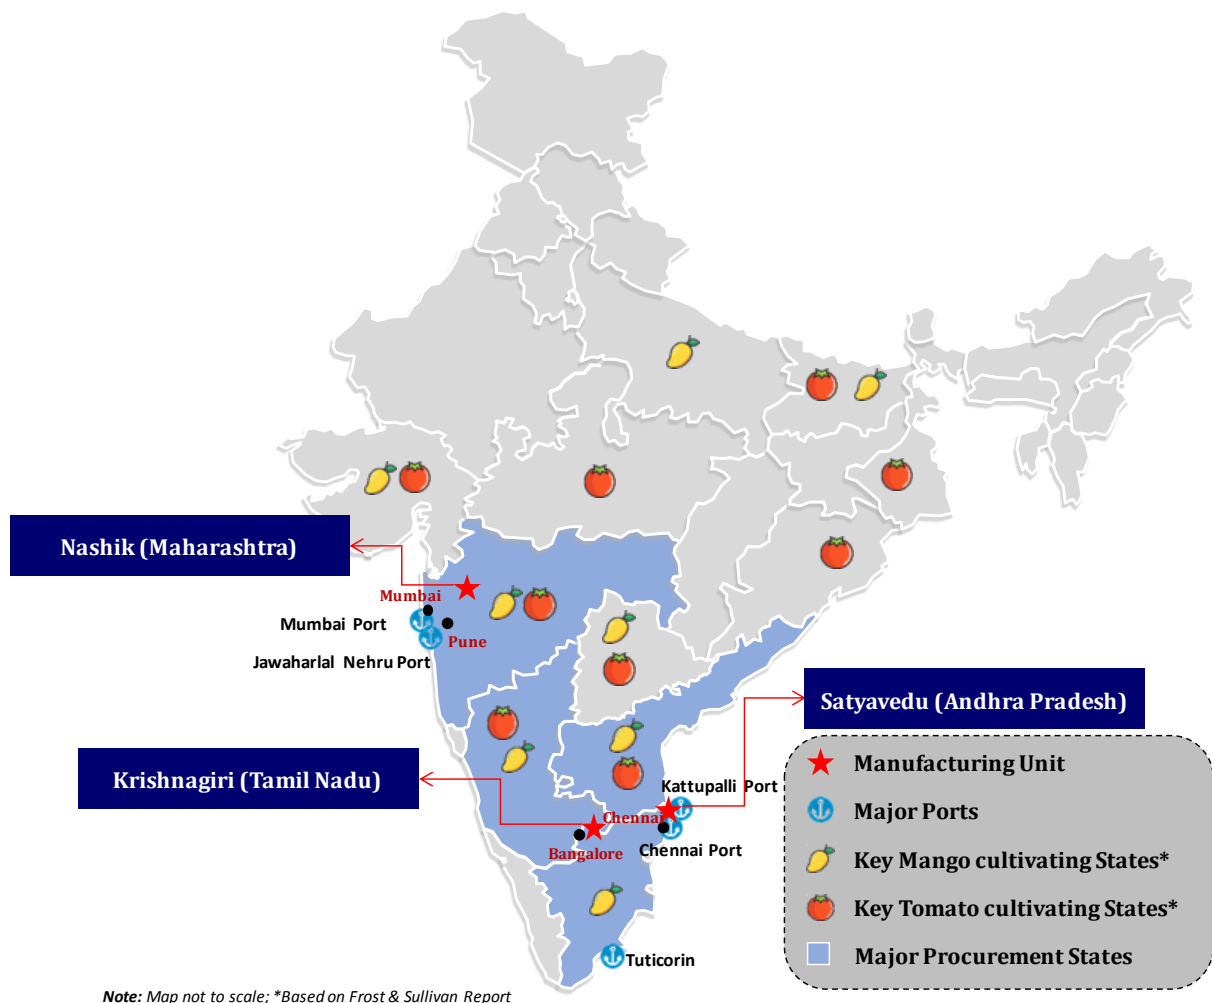 Nashik (Maharashtra)
Mumbai
Mumbai Port
Pune
Jawaharlal Nehru Port
Satyavedu (Andhra Pradesh)
Krishnagiri (Tamil Nadu)
Kattupalli Port
Chennai
Bangalore
Chennai Port
Tuticorin
Manufacturing Unit
Major Ports
Key Mango cultivating States*
Key Tomato cultivating States*
Major Procurement States
Note: Map not to scale; *Based on Frost & Sullivan Report